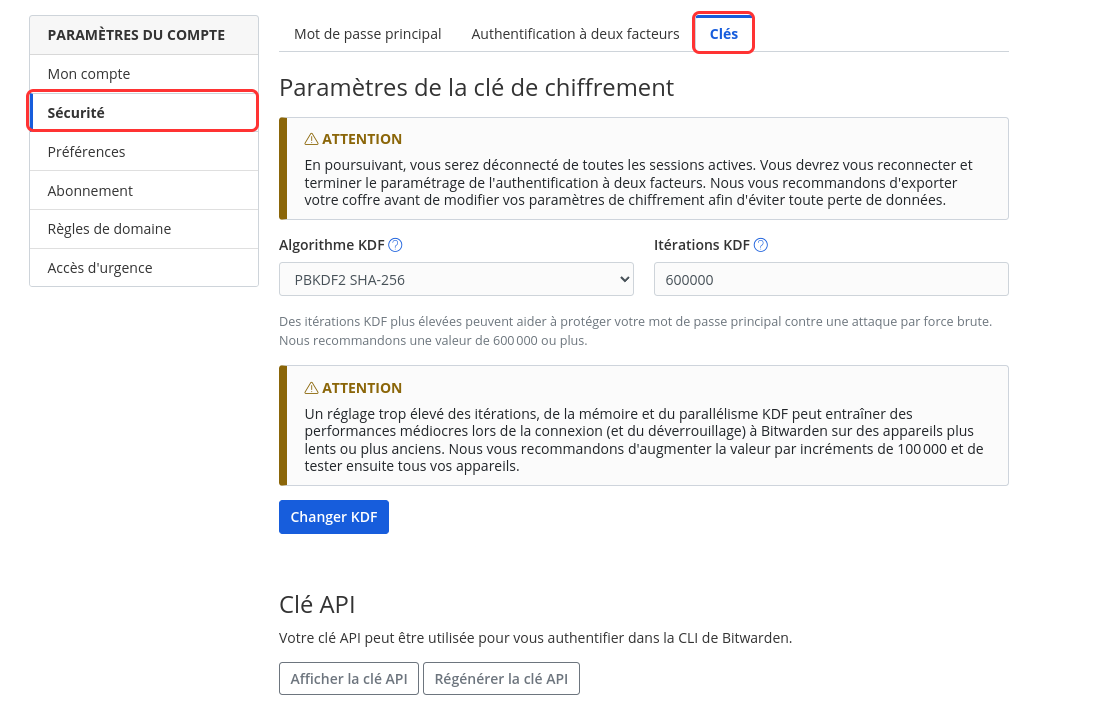 PARAMÈTRES DU COMPTE
Mon compte
Sécurité
Préférences
Abonnement
Règles de domaine
Accès d'urgence
Mot de passe principal
Authentification à deux facteurs
Clés
Paramètres de la clé de chiffrement
ATTENTION
En poursuivant, vous serez déconnecté de toutes les sessions actives. Vous devrez vous reconnecter et
terminer le paramétrage de l'authentification à deux facteurs. Nous vous recommandons d'exporter
votre coffre avant de modifier vos paramètres de chiffrement afin d'éviter toute perte de données.
Algorithme KDF
Itérations KDF
PBKDF2 SHA-256
600000
Des itérations KDF plus élevées peuvent aider à protéger votre mot de passe principal contre une attaque par force brute.
Nous recommandons une valeur de 600 000 ou plus.
ATTENTION
Un réglage trop élevé des itérations, de la mémoire et du parallélisme KDF peut entraîner des
performances médiocres lors de la connexion (et du déverrouillage) à Bitwarden sur des appareils plus
lents ou plus anciens. Nous vous recommandons d'augmenter la valeur par incréments de 100 000 et de
tester ensuite tous vos appareils.
Changer KDF
Clé API
Votre clé API peut être utilisée pour vous authentifier dans la CLI de Bitwarden.
Afficher la clé API
Régénérer la clé API